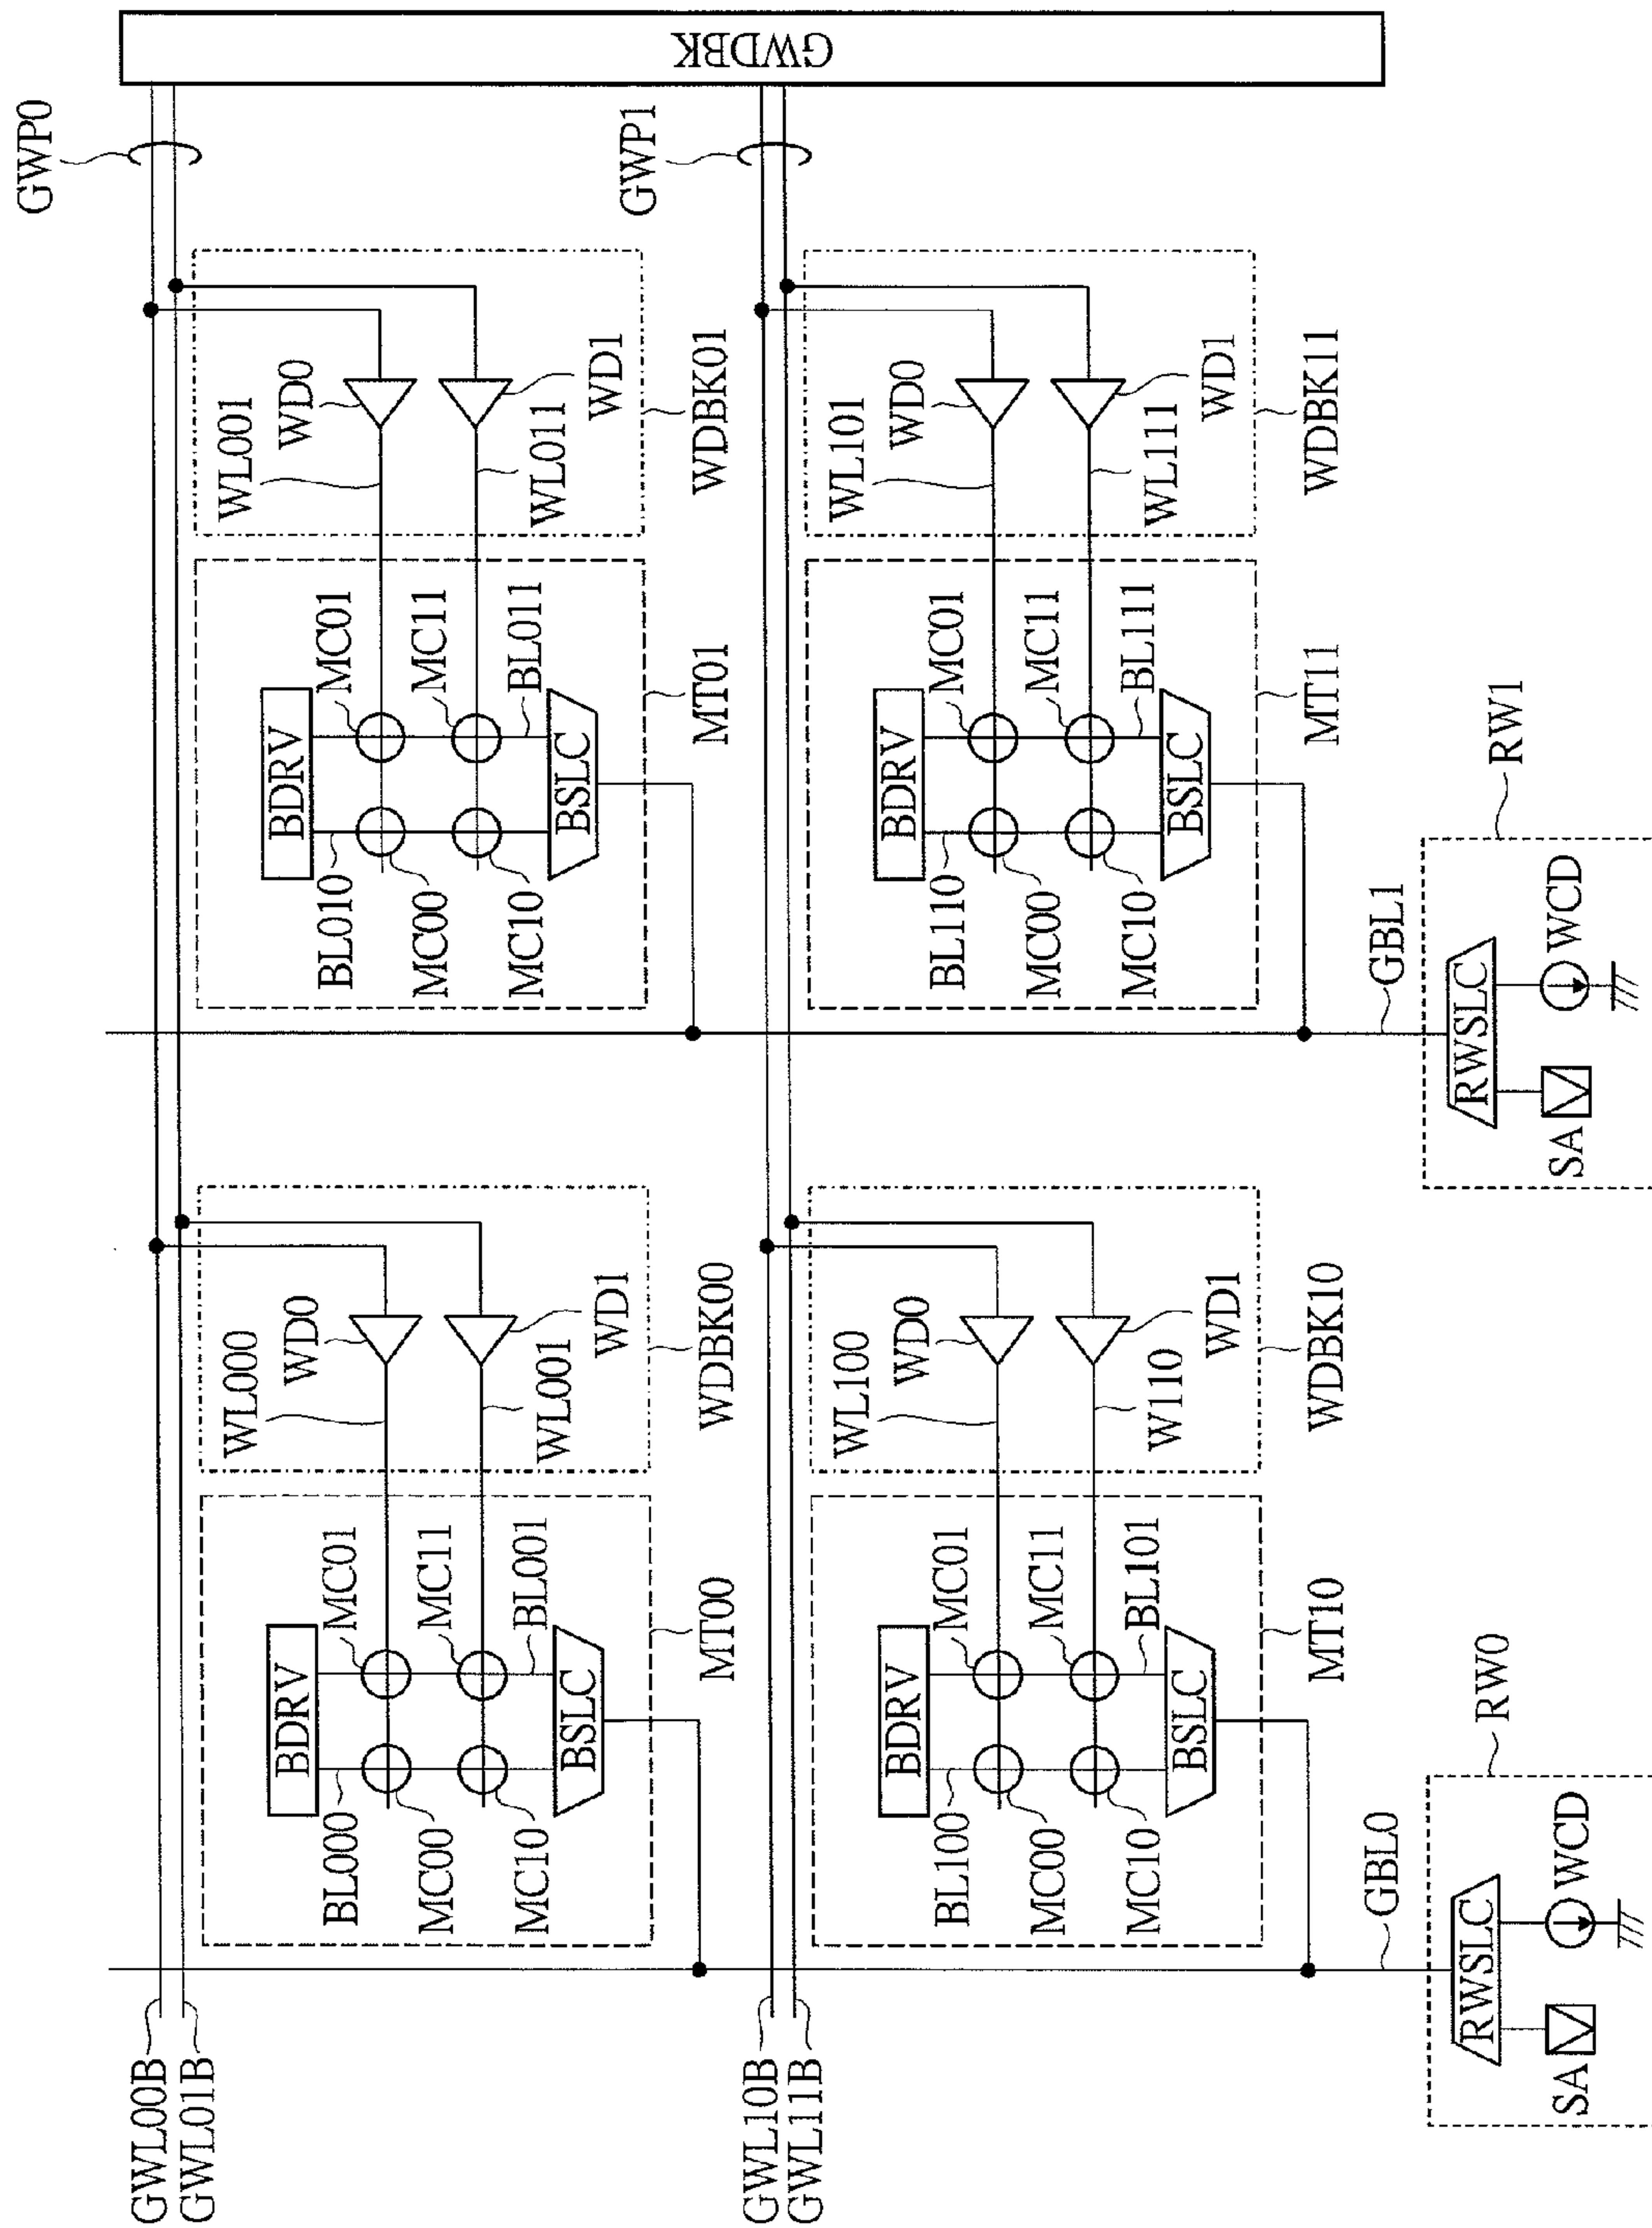 GWDBK
GWP0
GWP1
WL001
WD0
WL011
WD1
WDBK01
WL101
WD0
WL111
WD1
WDBK11
BDRV
MC01
MC11
BL011
BSLC
MT01
BL010
MC00
MC10
BDRV
MC01
MC11
BL111
BSLC
MT11
BL110
MC00
MC10
GBL1
RW1
RWSLC
WCD
SA
WL000
WD0
WL001
WD1
WDBK00
WL100
WD0
W110
WD1
WDBK10
BDRV
MC01
MC11
BL001
BSLC
MT00
BL000
MC00
MC10
BDRV
MC01
MC11
BL101
BSLC
MT10
BL100
MC00
MC10
GBL0
RW0
RWSLC
WCD
SA
GWL00B
GWL01B
GWL10B
GWL11B